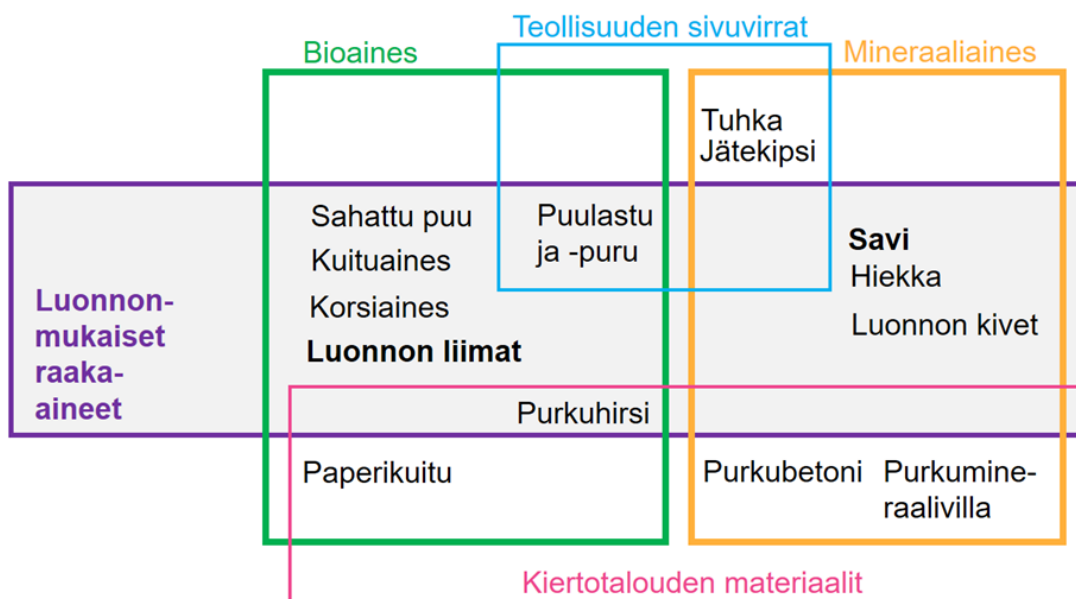 Teollisuuden sivuvirrat
Bioaines
Mineraaliaines
Tuhka
Jätekipsi
Sahattu puu
Kuituaines
Korsiaines
Luonnon liimat
Puulastu
ja -puru
Savi
Hiekka
Luonnon kivet
Luonnon-
mukaiset
raaka-
aineet
Purkuhirsi
Paperikuitu
Purkubetoni
Purkumine-
raalivilla
Kiertotalouden materiaalit